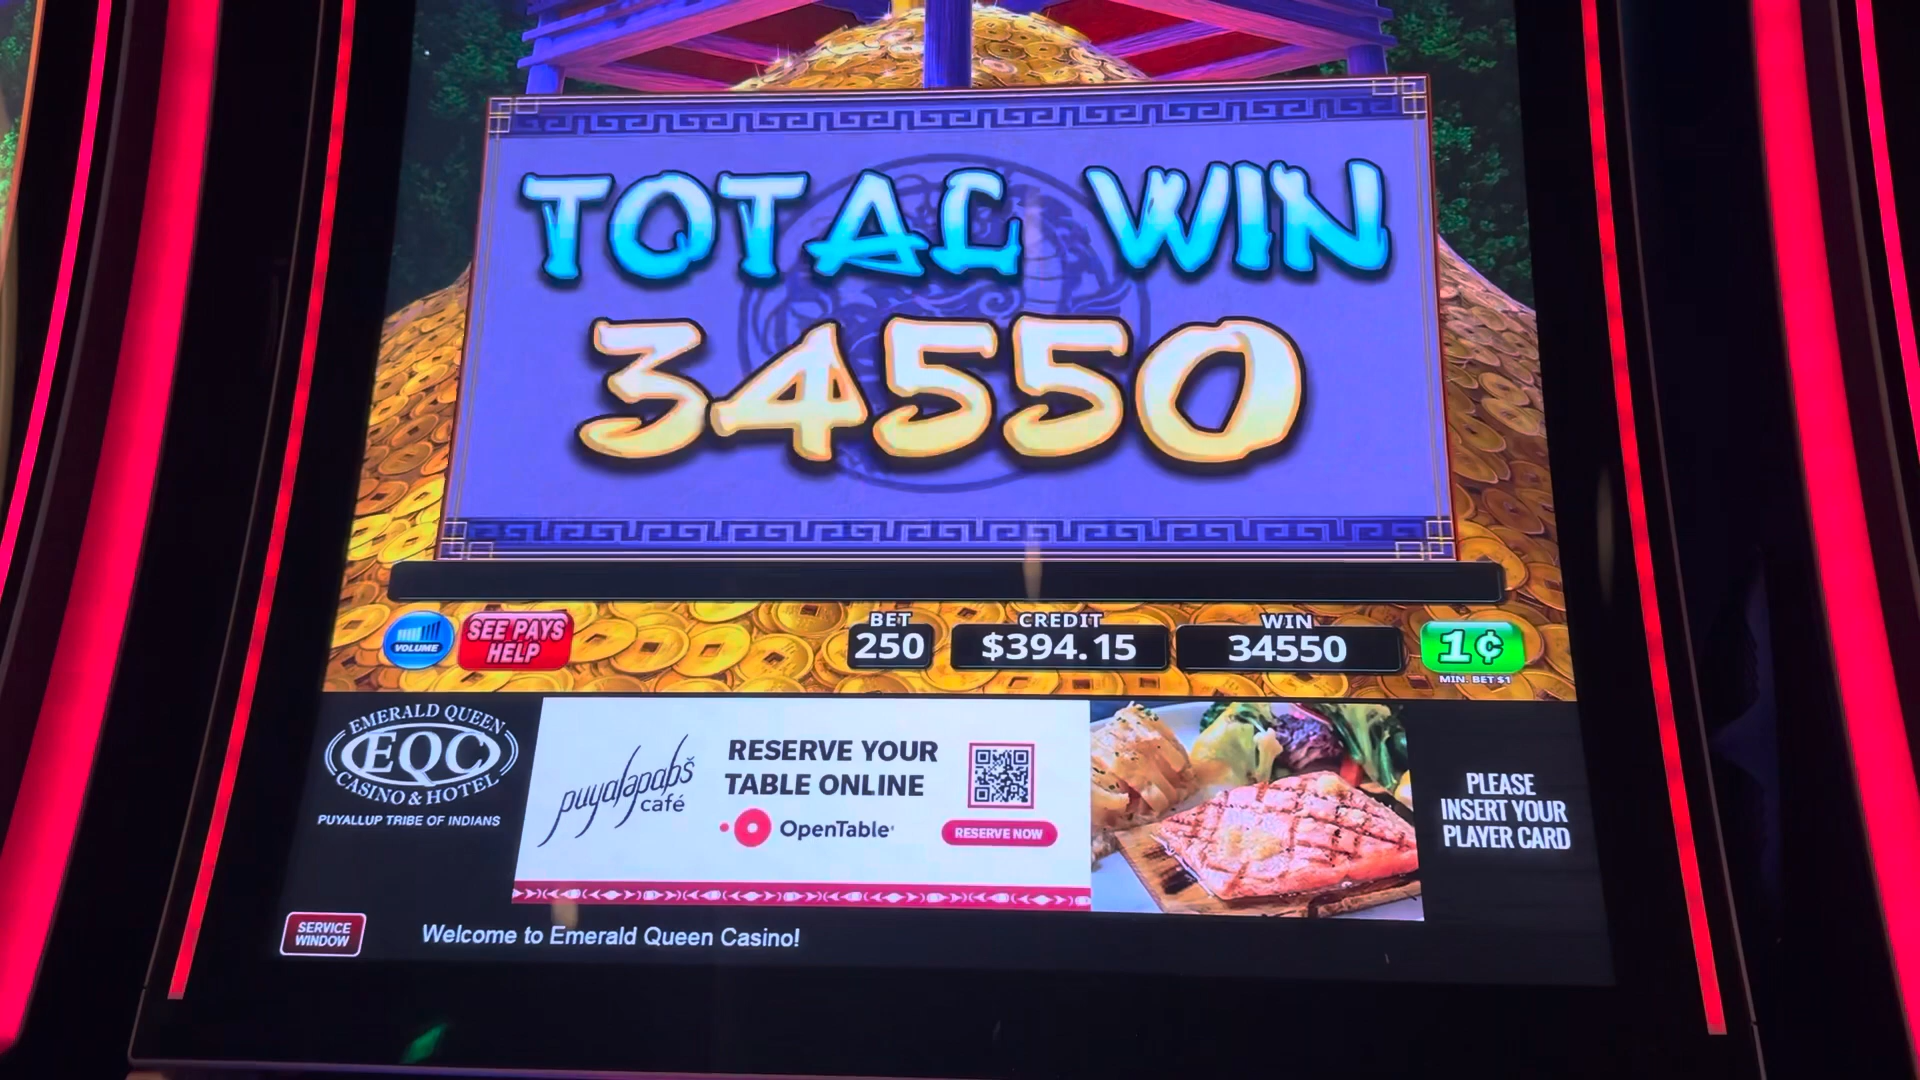 TOTAL WIN
34550
VOLUME
SEE PAYS
HELP
BET
250
CREDIT
$394.15
WIN
34550
1¢
MIN. BET $1
EMERALD QUEEN
EQC
CASINO & HOTEL
PUYALLUP TRIBE OF INDIANS
puyaləpabš
café
RESERVE YOUR
TABLE ONLINE
OpenTable
RESERVE NOW
PLEASE
INSERT YOUR
PLAYER CARD
SERVICE
WINDOW
Welcome to Emerald Queen Casino!